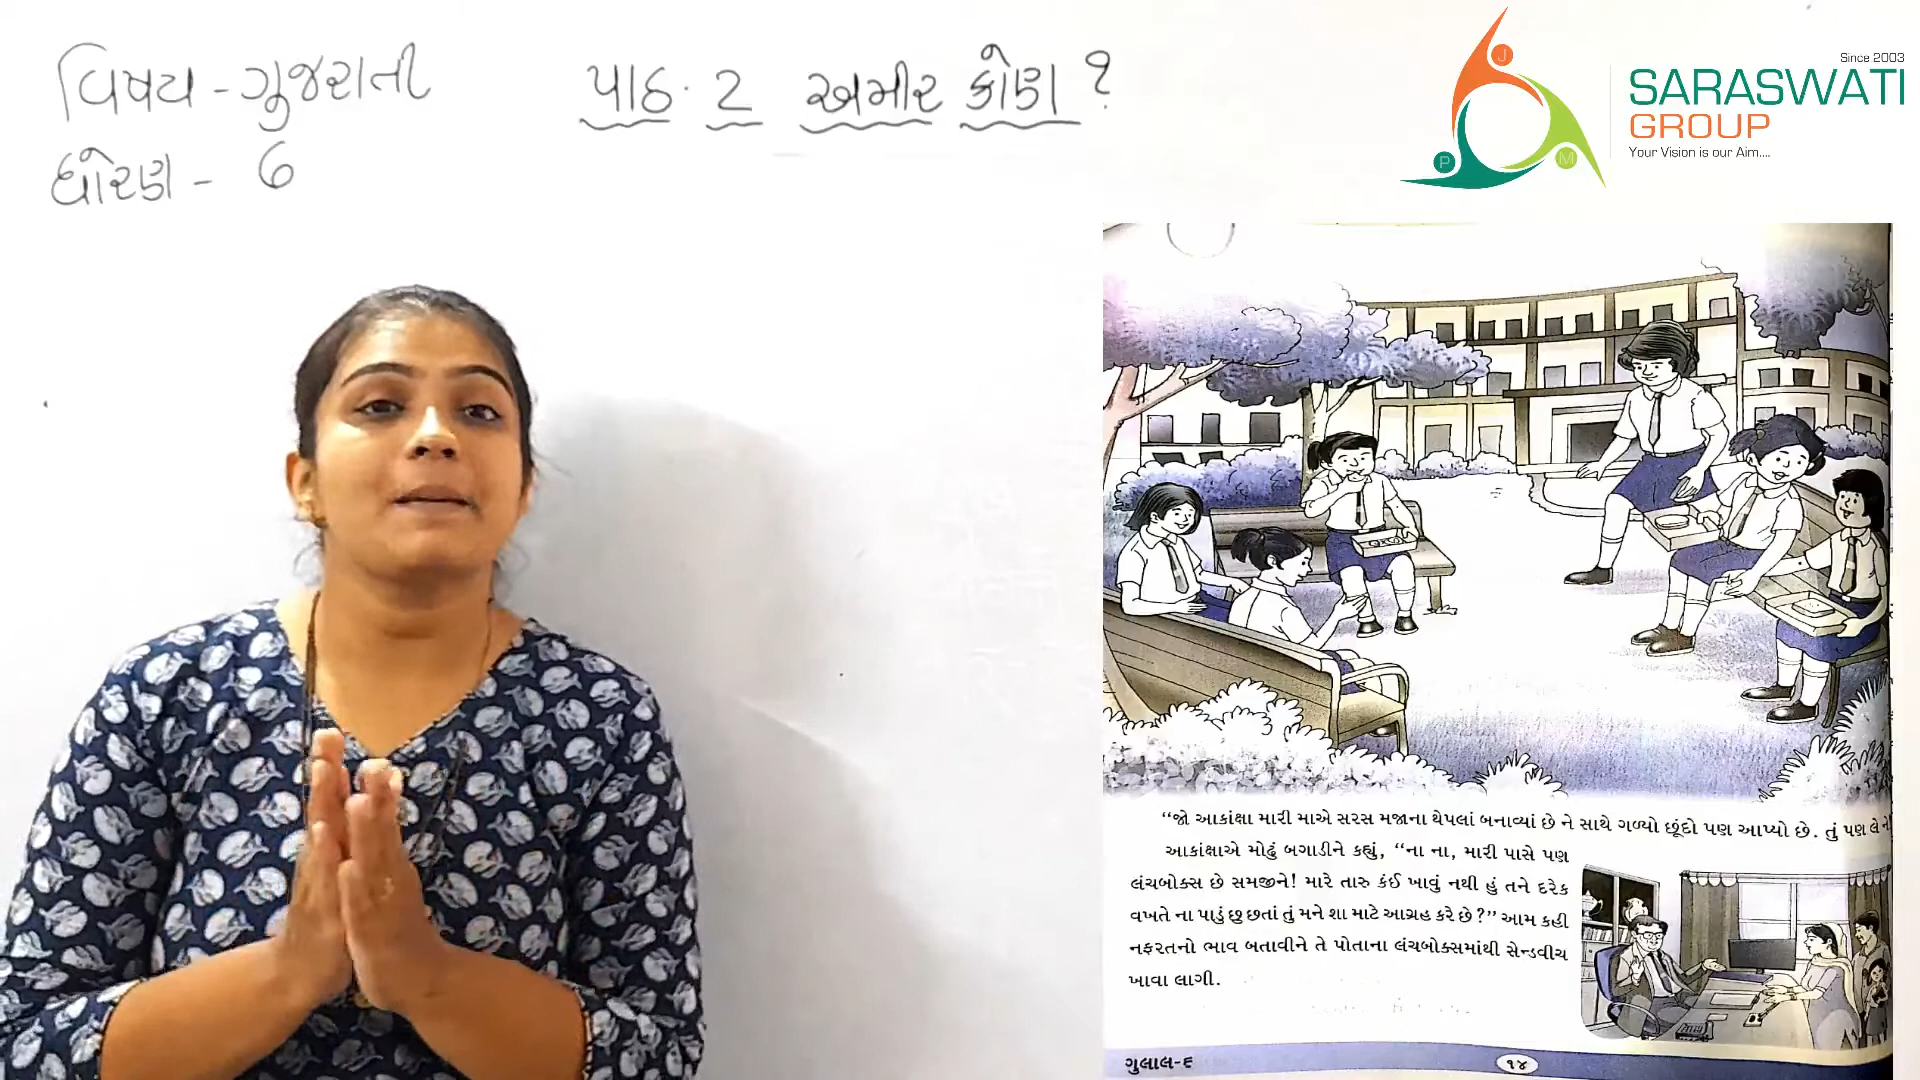 વિષય - ગુજરાતી
ધોરણ - 6
પાઠ. 2 અમીર કોણ ?
Since 2003
SARASWATI
GROUP
Your Vision is our Aim....
J
P
M
“જો આકાંક્ષા મારી માએ સરસ મજાના થેપલાં બનાવ્યાં છે ને સાથે ગળ્યો છૂંદો પણ આપ્યો છે. તું પણ લે ને
આકાંક્ષાએ મોઢું બગાડીને કહ્યું, “ના ના, મારી પાસે પણ
લંચબોક્સ છે સમજીને! મારે તારુ કંઈ ખાવું નથી હું તને દરેક
વખતે ના પાડું છુ છતાં તું મને શા માટે આગ્રહ કરે છે?” આમ કહી
નફરતનો ભાવ બતાવીને તે પોતાના લંચબોક્સમાંથી સેન્ડવીચ
ખાવા લાગી.
ગુલાલ-૬
૧૪